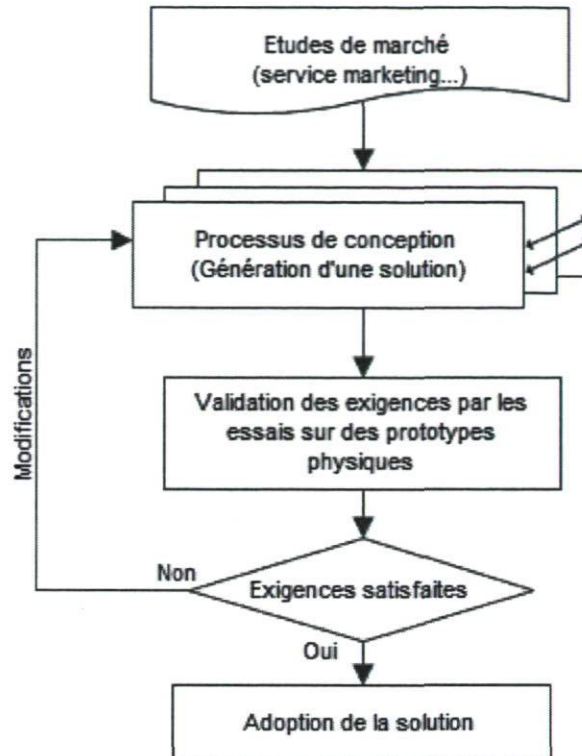 Etudes de marché
(service marketing...)
Processus de conception
(Génération d'une solution)
Modifications
Validation des exigences par les
essais sur des prototypes
physiques
Non
Exigences satisfaites
Oui
Adoption de la solution